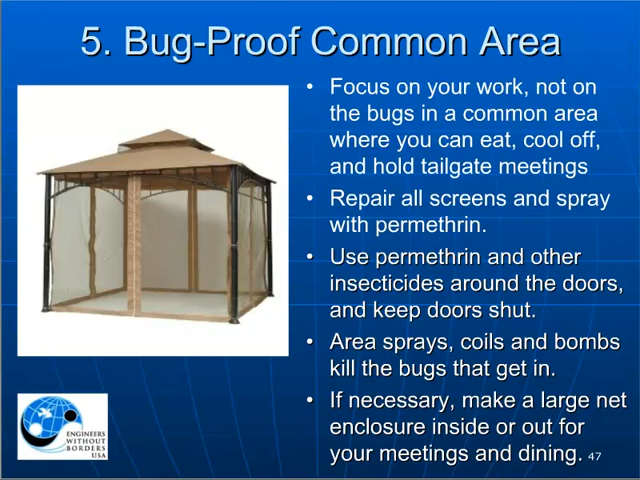 5. Bug-Proof Common Area
• Focus on your work, not on
the bugs in a common area
where you can eat, cool off,
and hold tailgate meetings
• Repair all screens and spray
with permethrin.
• Use permethrin and other
insecticides around the doors,
and keep doors shut.
• Area sprays, coils and bombs
kill the bugs that get in.
• If necessary, make a large net
enclosure inside or out for
your meetings and dining.
47
ENGINEERS
WITHOUT
BORDERS
USA